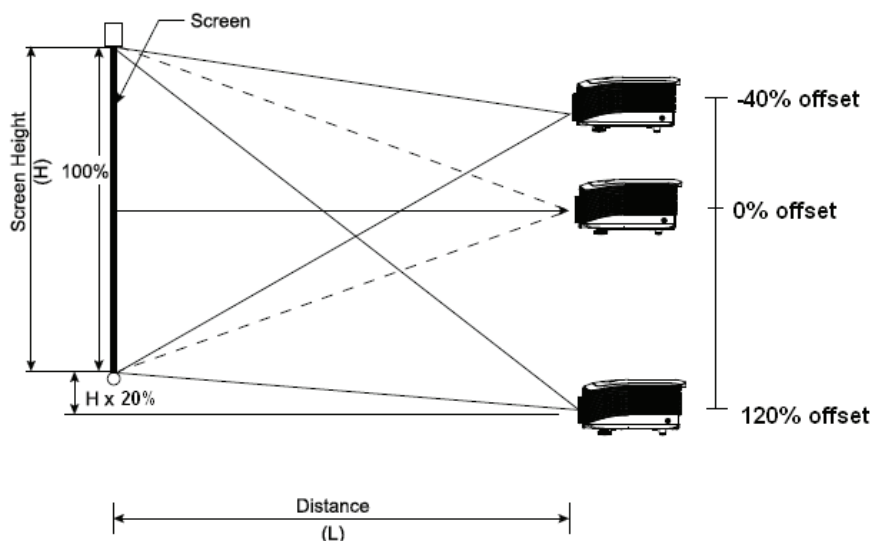 Screen
-40% offset
Screen Height
(H)
100%
0% offset
H x 20%
120% offset
Distance
(L)